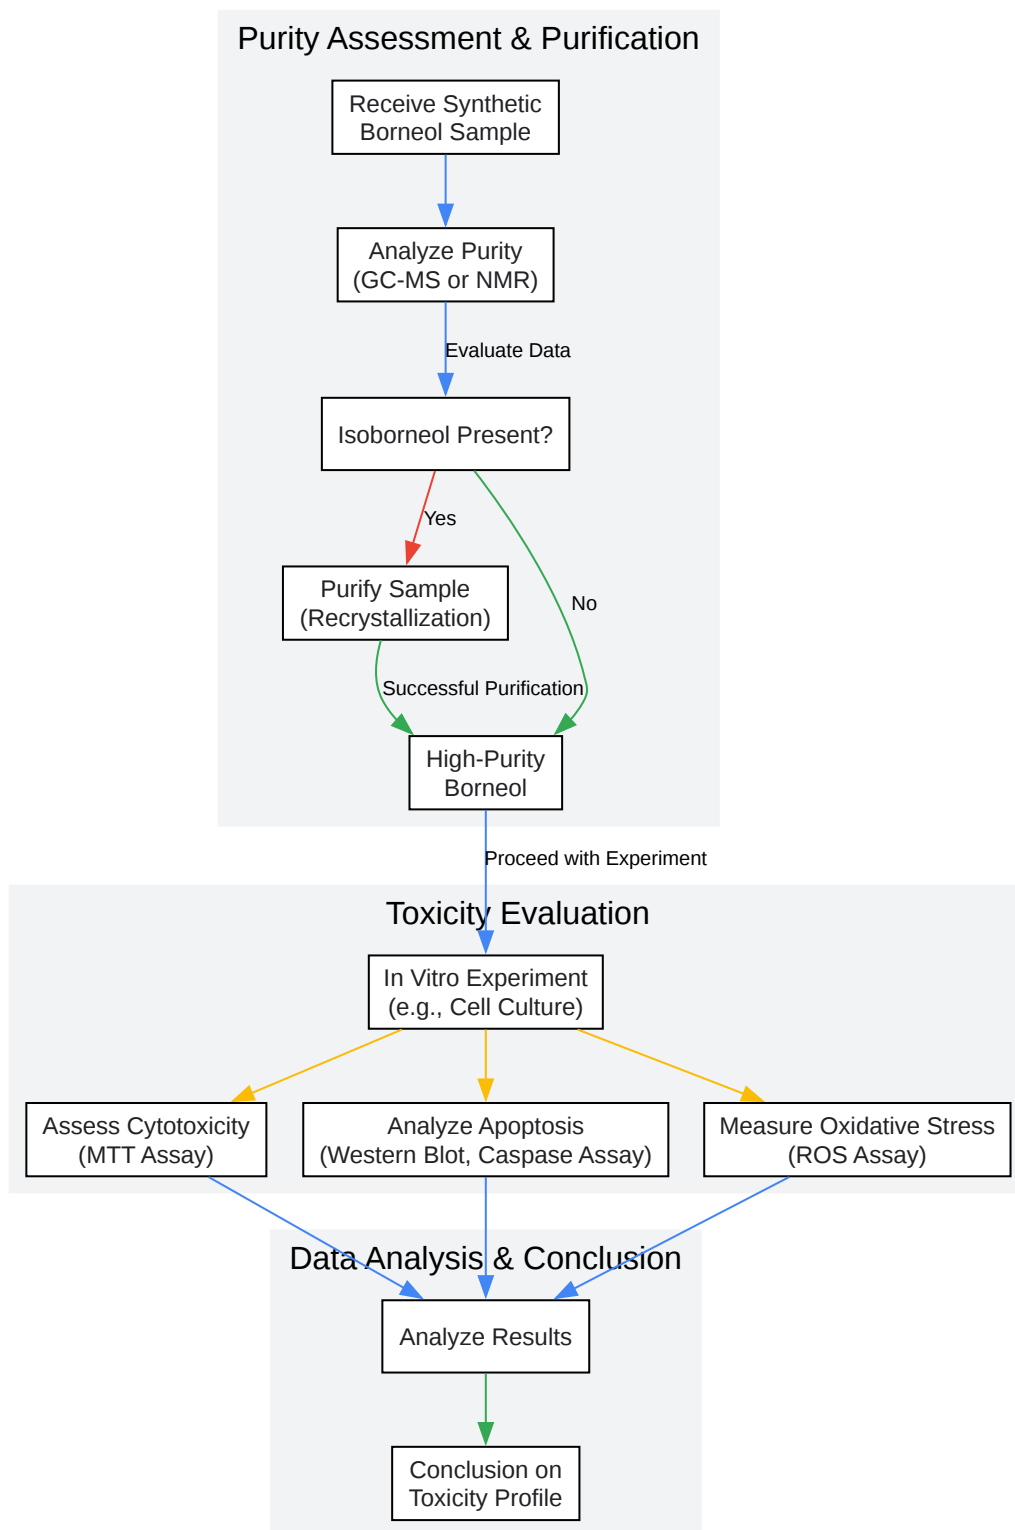 Purity Assessment & Purification
Receive Synthetic
Borneol Sample
Analyze Purity
(GC-MS or NMR)
Evaluate Data
Isoborneol Present?
Yes
Purify Sample
(Recrystallization)
No
Successful Purification
High-Purity
Borneol
Proceed with Experiment
Toxicity Evaluation
In Vitro Experiment
(e.g., Cell Culture)
Assess Cytotoxicity
(MTT Assay)
Analyze Apoptosis
(Western Blot, Caspase Assay)
Measure Oxidative Stress
(ROS Assay)
Data Analysis & Conclusion
Analyze Results
Conclusion on
Toxicity Profile